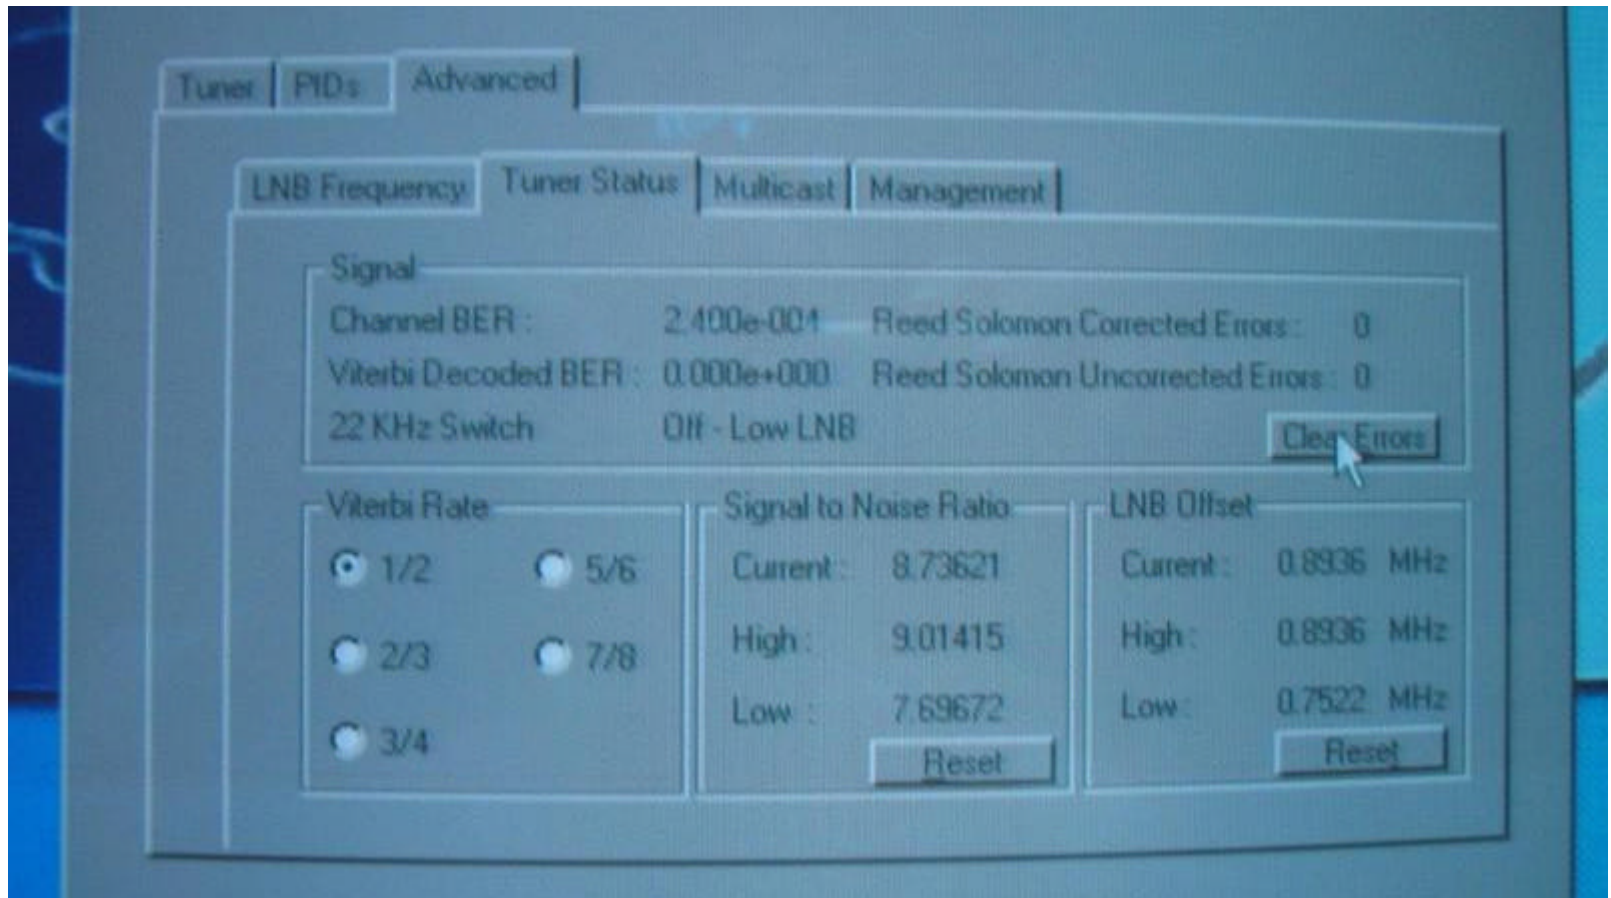 Tuner PIDs Advanced
LNB Frequency Tuner Status Multicast Management
Signal
Channel BER : 2.400e-004 Reed Solomon Corrected Errors : 0
Viterbi Decoded BER : 0.000e+000 Reed Solomon Uncorrected Errors : 0
22 KHz Switch Off - Low LNB
Clear Errors
Viterbi Rate Signal to Noise Ratio LNB Offset
1/2 5/6 Current : 8.73621 Current : 0.8936 MHz
2/3 7/8 High : 9.01415 High : 0.8936 MHz
3/4 Low : 7.69672 Low : 0.7522 MHz
Reset Reset